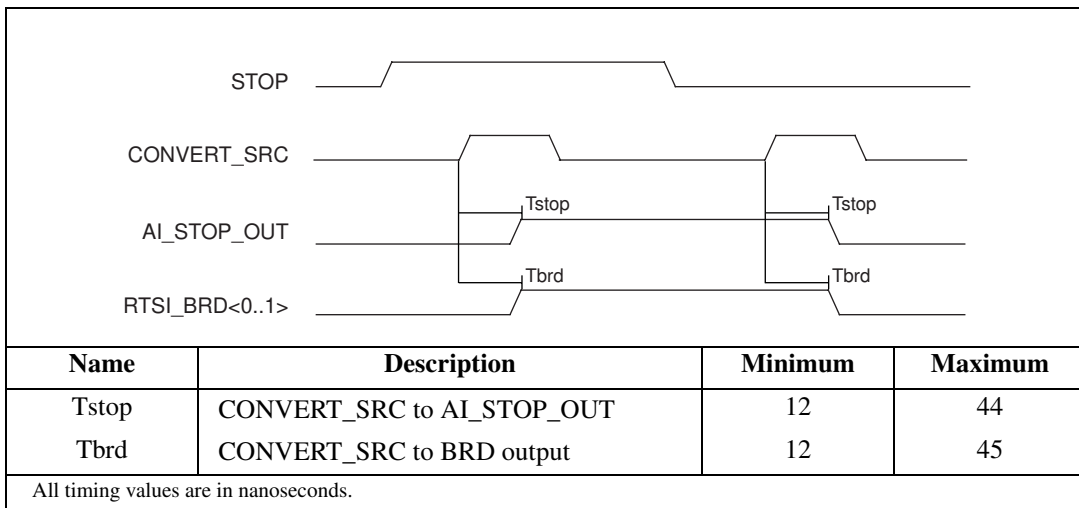 STOP
CONVERT_SRC
Tstop Tstop
AI_STOP_OUT
Tbrd Tbrd
RTSI_BRD<0..1>
Name Description Minimum Maximum
Tstop CONVERT_SRC to AI_STOP_OUT 12 44
Tbrd CONVERT_SRC to BRD output 12 45
All timing values are in nanoseconds.